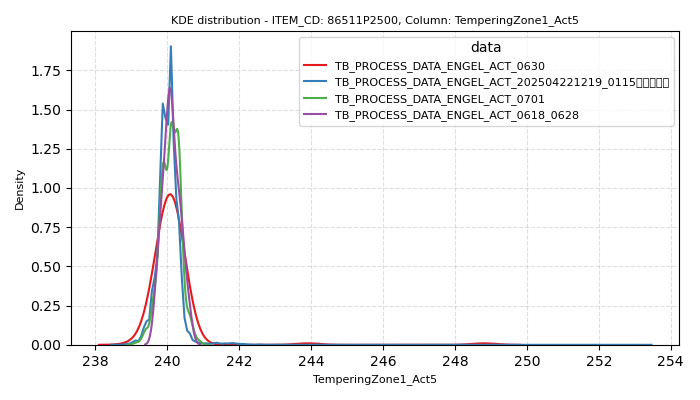 KDE distribution - ITEM_CD: 86511P2500, Column: TemperingZone1_Act5
data
TB_PROCESS_DATA_ENGEL_ACT_0630
TB_PROCESS_DATA_ENGEL_ACT_202504221219_0115
TB_PROCESS_DATA_ENGEL_ACT_0701
TB_PROCESS_DATA_ENGEL_ACT_0618_0628
Density
1.75
1.50
1.25
1.00
0.75
0.50
0.25
0.00
238 240 242 244 246 248 250 252 254
TemperingZone1_Act5